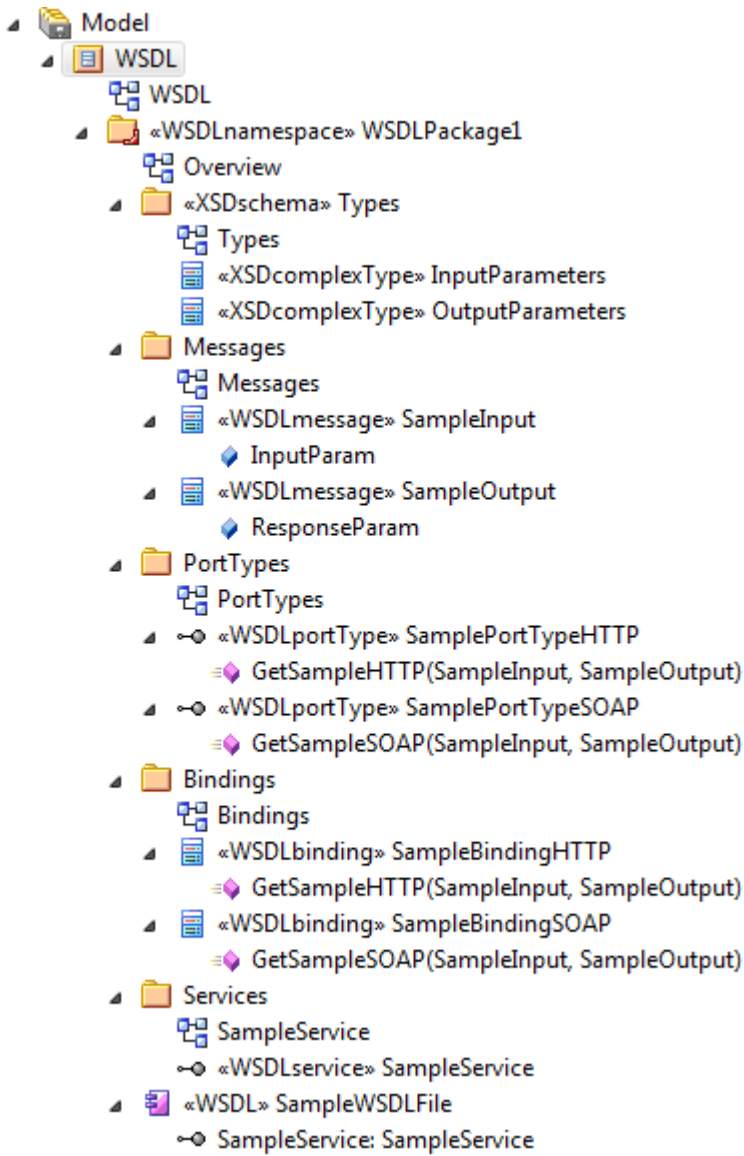 Model
WSDL
WSDL
«WSDLnamespace» WSDLPackage1
Overview
«XSDschema» Types
Types
«XSDcomplexType» InputParameters
«XSDcomplexType» OutputParameters
Messages
Messages
«WSDLmessage» SampleInput
InputParam
«WSDLmessage» SampleOutput
ResponseParam
PortTypes
PortTypes
«WSDLportType» SamplePortTypeHTTP
GetSampleHTTP(SampleInput, SampleOutput)
«WSDLportType» SamplePortTypeSOAP
GetSampleSOAP(SampleInput, SampleOutput)
Bindings
Bindings
«WSDLbinding» SampleBindingHTTP
GetSampleHTTP(SampleInput, SampleOutput)
«WSDLbinding» SampleBindingSOAP
GetSampleSOAP(SampleInput, SampleOutput)
Services
SampleService
«WSDLservice» SampleService
«WSDL» SampleWSDLFile
SampleService: SampleService